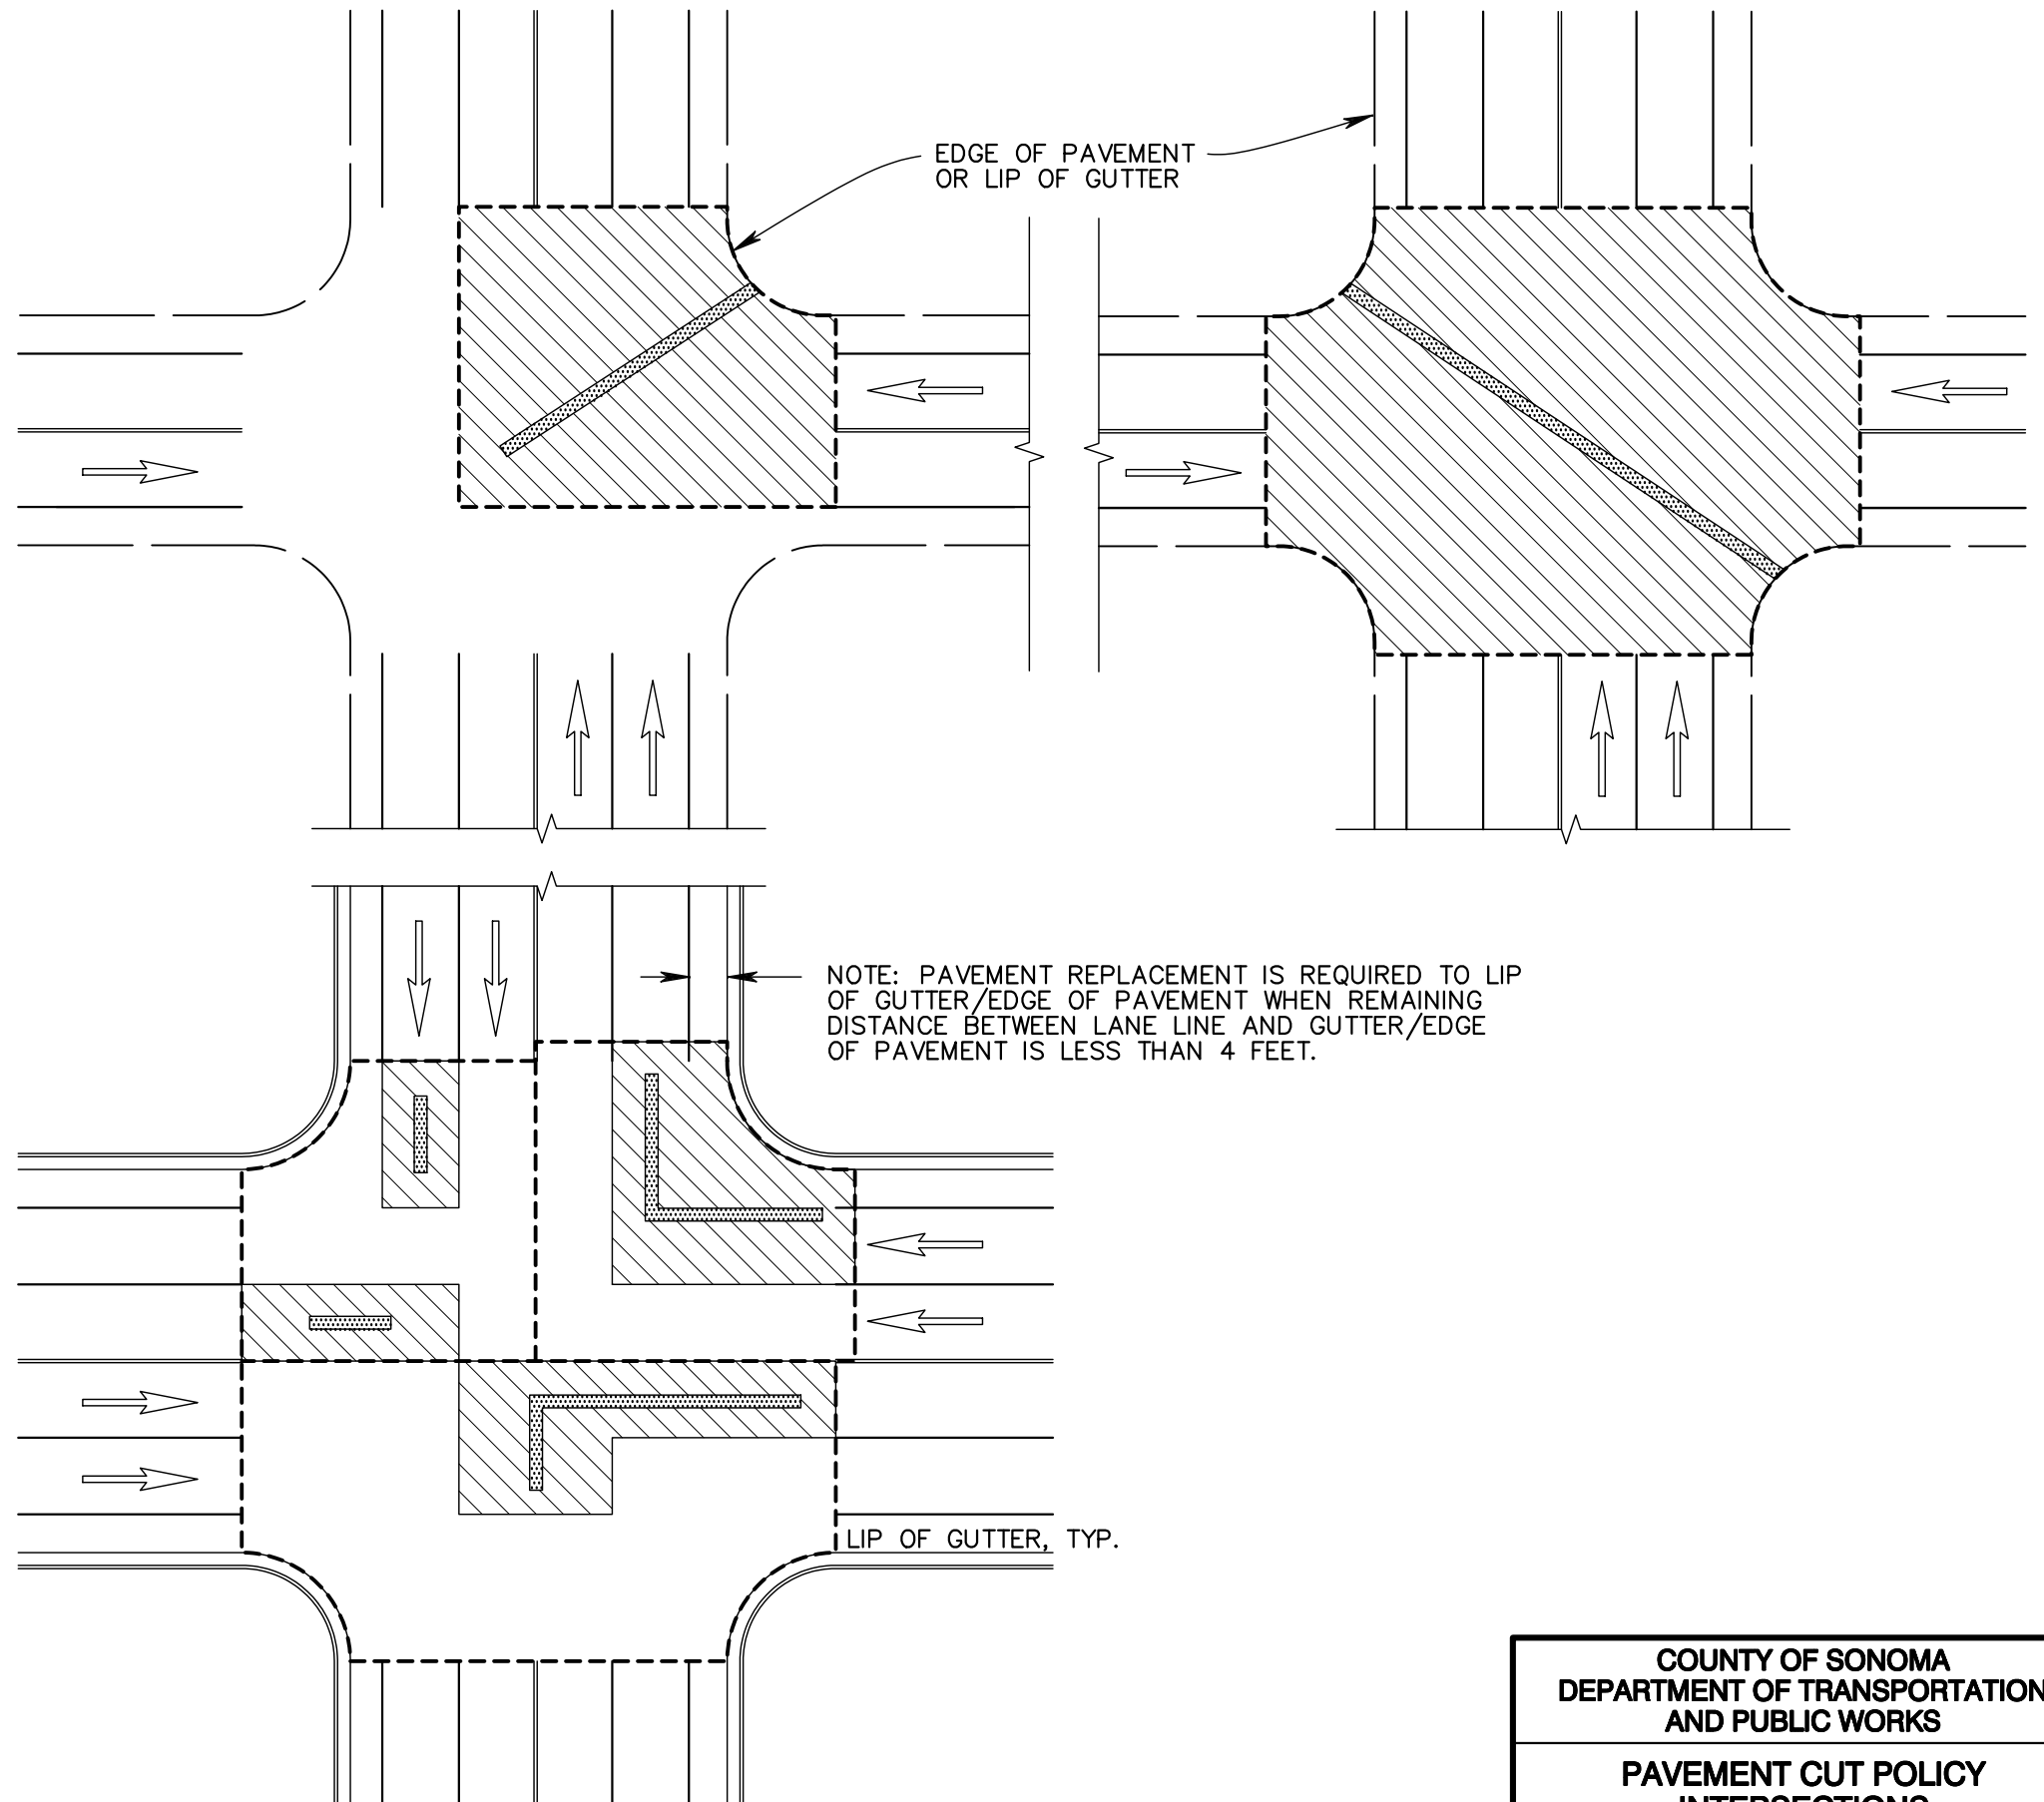 EDGE OF PAVEMENT
OR LIP OF GUTTER
NOTE: PAVEMENT REPLACEMENT IS REQUIRED TO LIP
OF GUTTER/EDGE OF PAVEMENT WHEN REMAINING
DISTANCE BETWEEN LANE LINE AND GUTTER/EDGE
OF PAVEMENT IS LESS THAN 4 FEET.
LIP OF GUTTER, TYP.
COUNTY OF SONOMA
DEPARTMENT OF TRANSPORTATION
AND PUBLIC WORKS
PAVEMENT CUT POLICY
INTERSECTIONS